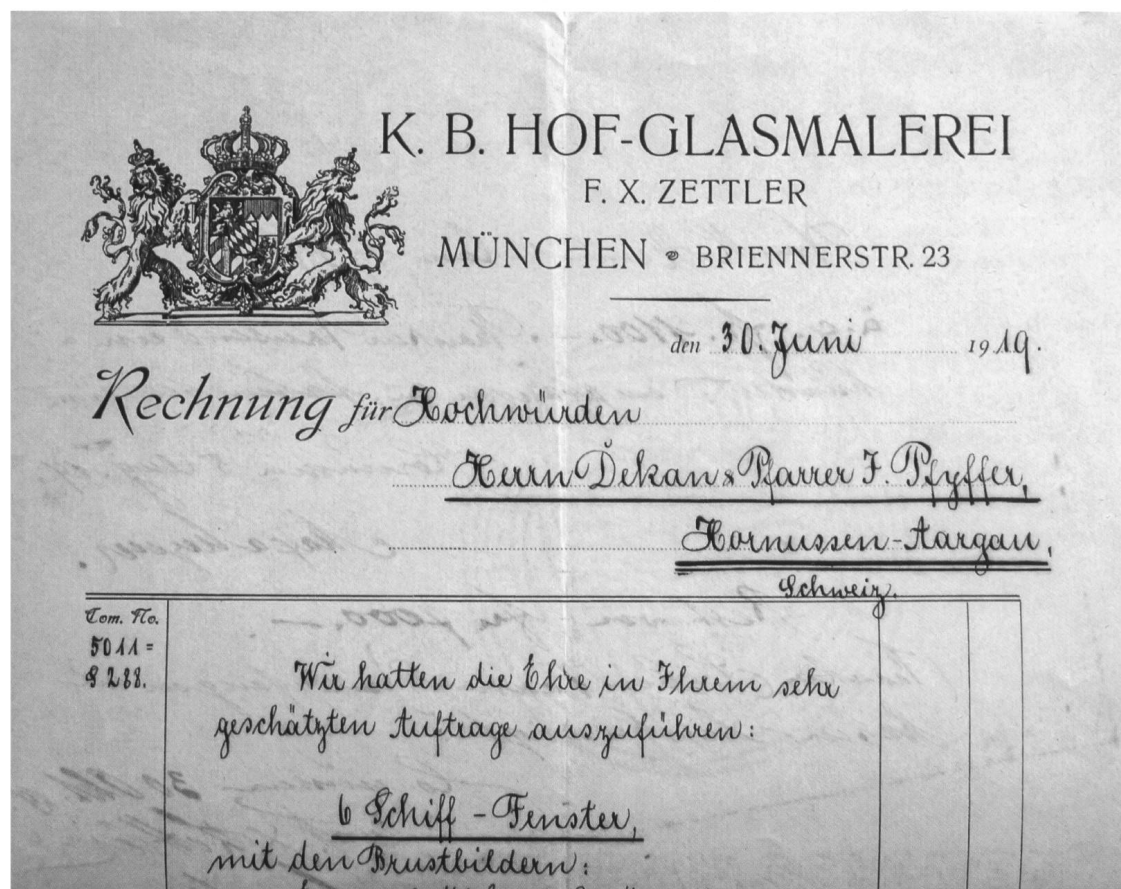 K. B. HOF-GLASMALEREI
F. X. ZETTLER
MÜNCHEN BRIENNERSTR. 23
den 30. Juni 1919.
Rechnung für Hochwürden
Herrn Dekan & Pfarrer J. Pfyffer,
Hornussen-Aargau,
Schweiz.
Com. No.
5011 =
§ 288.
Wir hatten die Ehre in Ihrem sehr
geschätzten Auftrage auszuführen:
6 Schiff - Fenster,
mit den Brustbildern: